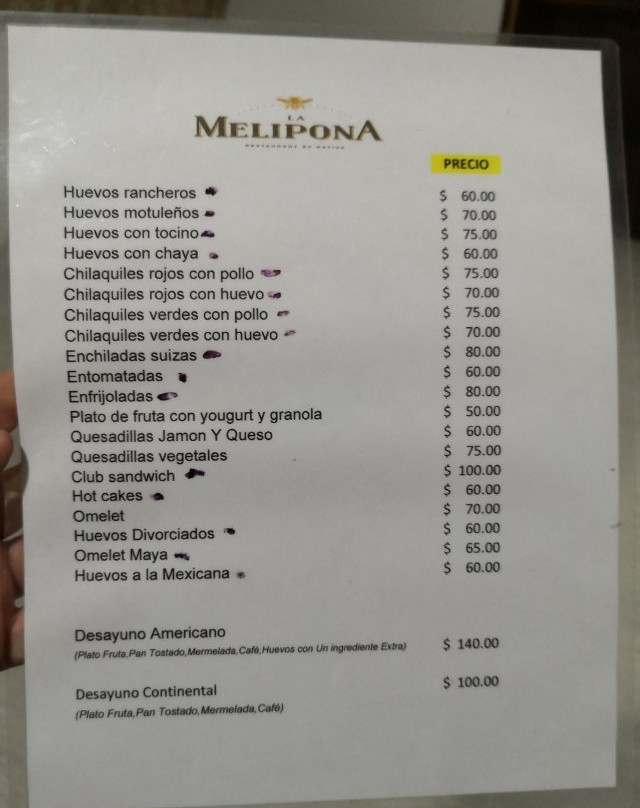 LA
MELIPONA
RESTAURANT BY NATIVA
PRECIO
Huevos rancheros $ 60.00
Huevos motuleños $ 70.00
Huevos con tocino $ 75.00
Huevos con chaya $ 60.00
Chilaquiles rojos con pollo $ 75.00
Chilaquiles rojos con huevo $ 70.00
Chilaquiles verdes con pollo $ 75.00
Chilaquiles verdes con huevo $ 70.00
Enchiladas suizas $ 80.00
Entomatadas $ 60.00
Enfrijoladas $ 80.00
Plato de fruta con yougurt y granola $ 50.00
Quesadillas Jamon Y Queso $ 60.00
Quesadillas vegetales $ 75.00
Club sandwich $ 100.00
Hot cakes $ 60.00
Omelet $ 70.00
Huevos Divorciados $ 60.00
Omelet Maya $ 65.00
Huevos a la Mexicana $ 60.00
Desayuno Americano $ 140.00
(Plato Fruta,Pan Tostado,Mermelada,Café,Huevos con Un ingrediente Extra)
Desayuno Continental $ 100.00
(Plato Fruta,Pan Tostado,Mermelada,Café)